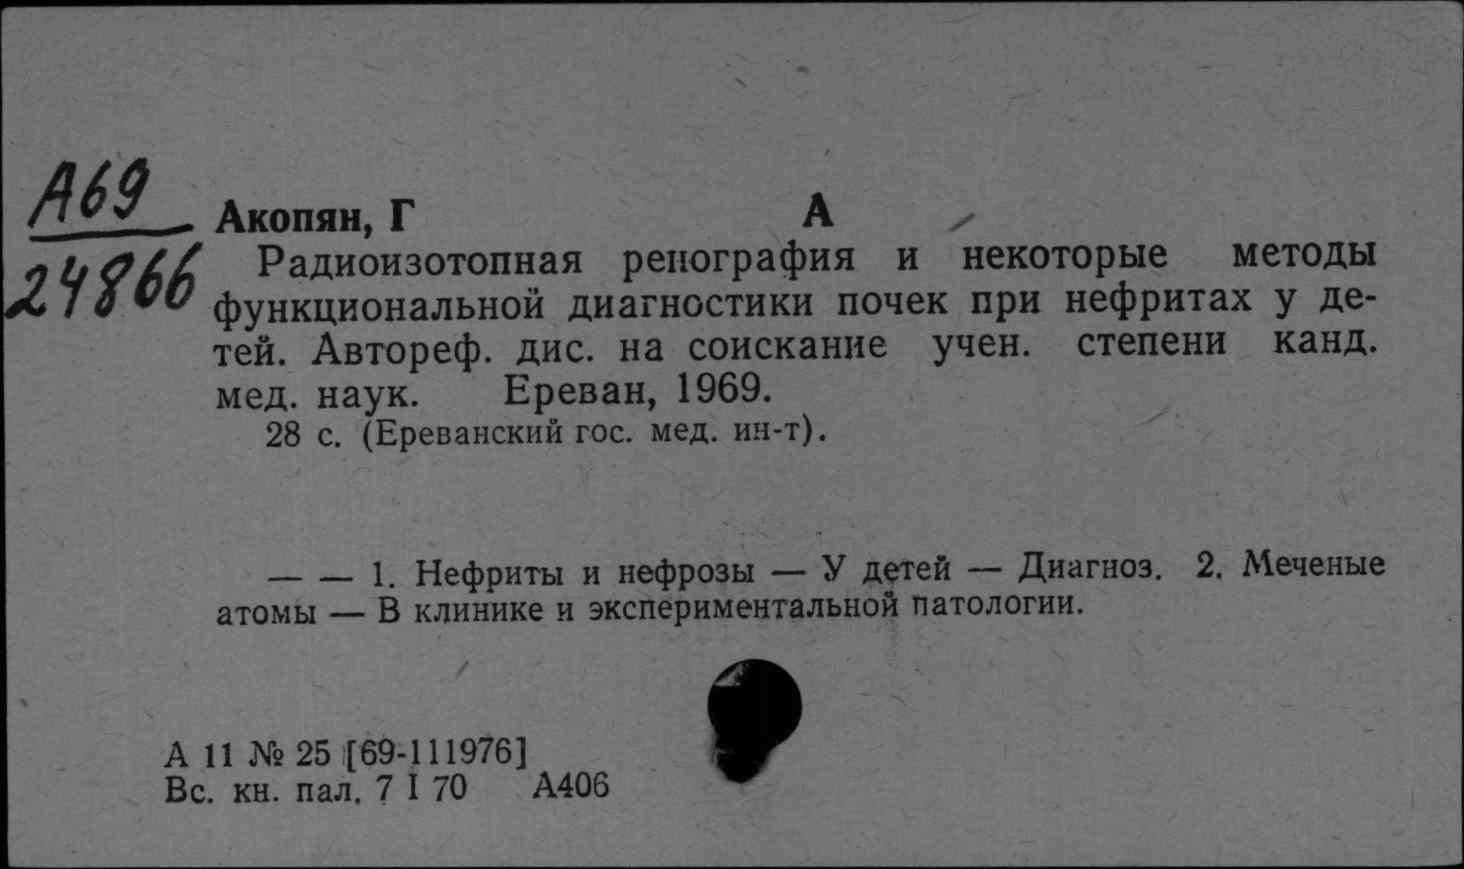 А69
24866
Акопян, Г А
Радиоизотопная ренография и некоторые методы
функциональной диагностики почек при нефритах у де-
тей. Автореф. дис. на соискание учен. степени канд.
мед. наук. Ереван, 1969.
28 с. (Ереванский гос. мед. ин-т).
— — 1. Нефриты и нефрозы — У детей — Диагноз. 2. Меченые
атомы — В клинике и экспериментальной патологии.
А 11 № 25 [69-111976]
Вс. кн. пал. 7 I 70 А406